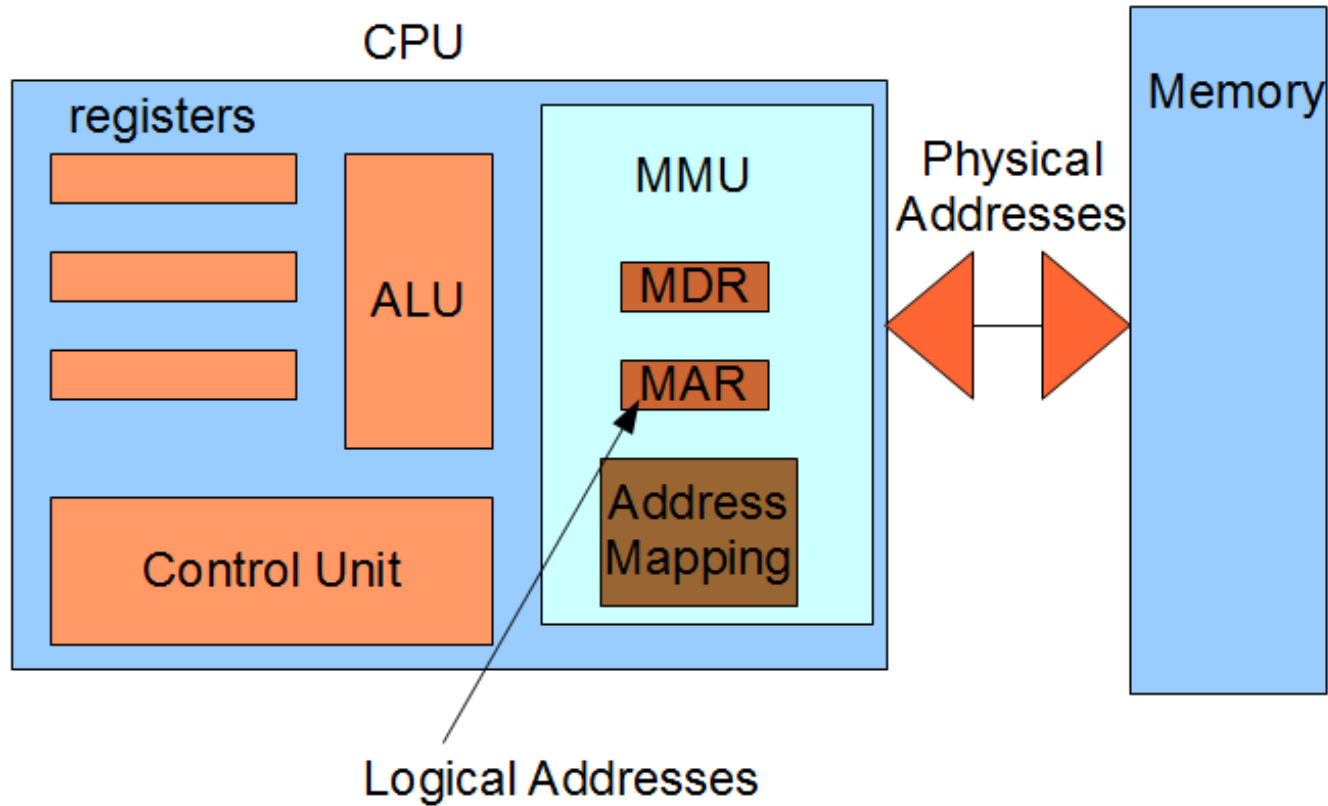 CPU
registers
ALU
Control Unit
MMU
MDR
MAR
Address
Mapping
Physical
Addresses
Memory
Logical Addresses